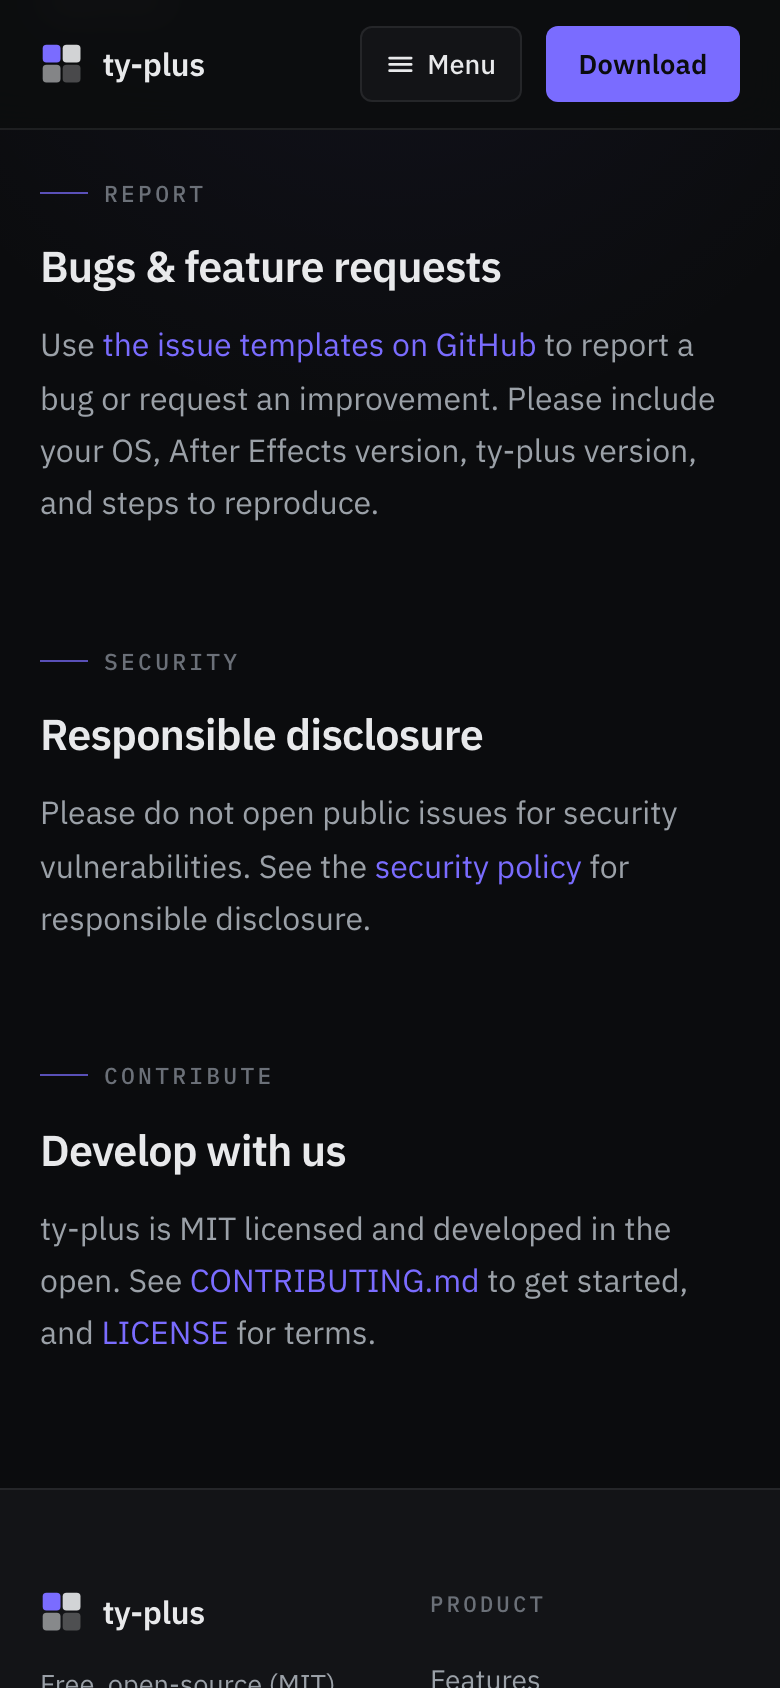 ty-plus
Menu
Download
REPORT
Bugs & feature requests
Use the issue templates on GitHub to report a
bug or request an improvement. Please include
your OS, After Effects version, ty-plus version,
and steps to reproduce.
SECURITY
Responsible disclosure
Please do not open public issues for security
vulnerabilities. See the security policy for
responsible disclosure.
CONTRIBUTE
Develop with us
ty-plus is MIT licensed and developed in the
open. See CONTRIBUTING.md to get started,
and LICENSE for terms.
ty-plus
PRODUCT
Free, open-source (MIT)
Features